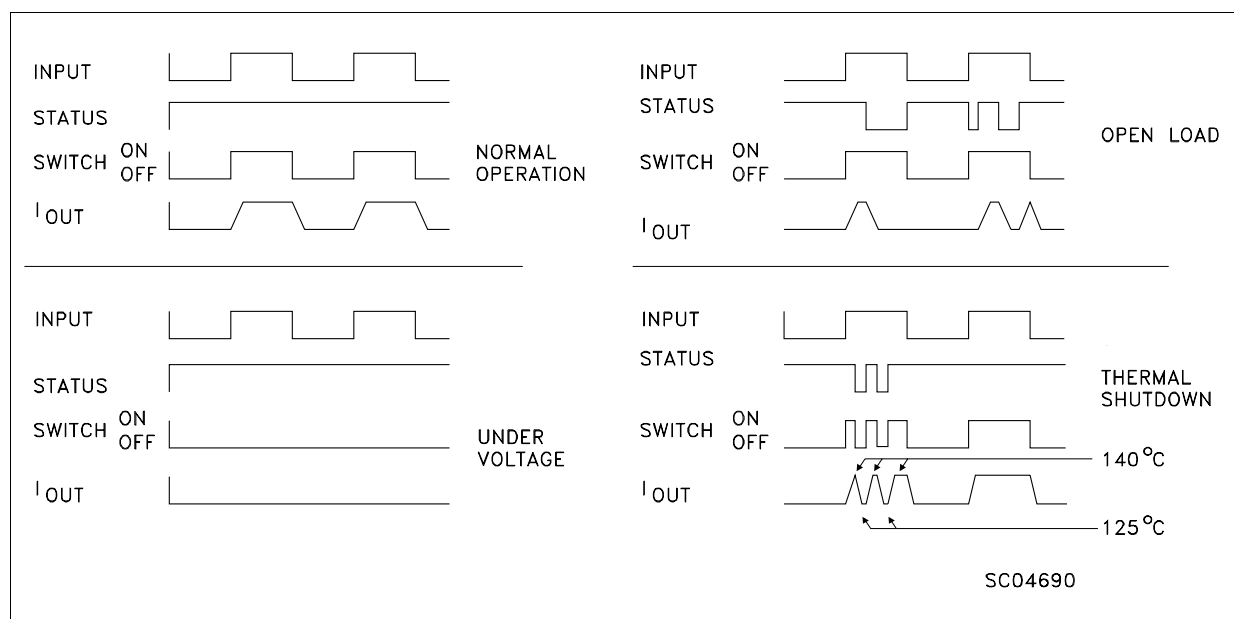 INPUT
STATUS
SWITCH ON
OFF
I OUT
NORMAL
OPERATION
INPUT
STATUS
SWITCH ON
OFF
I OUT
OPEN LOAD
INPUT
STATUS
SWITCH ON
OFF
I OUT
UNDER
VOLTAGE
INPUT
STATUS
SWITCH ON
OFF
I OUT
THERMAL
SHUTDOWN
140°C
125°C
SC04690